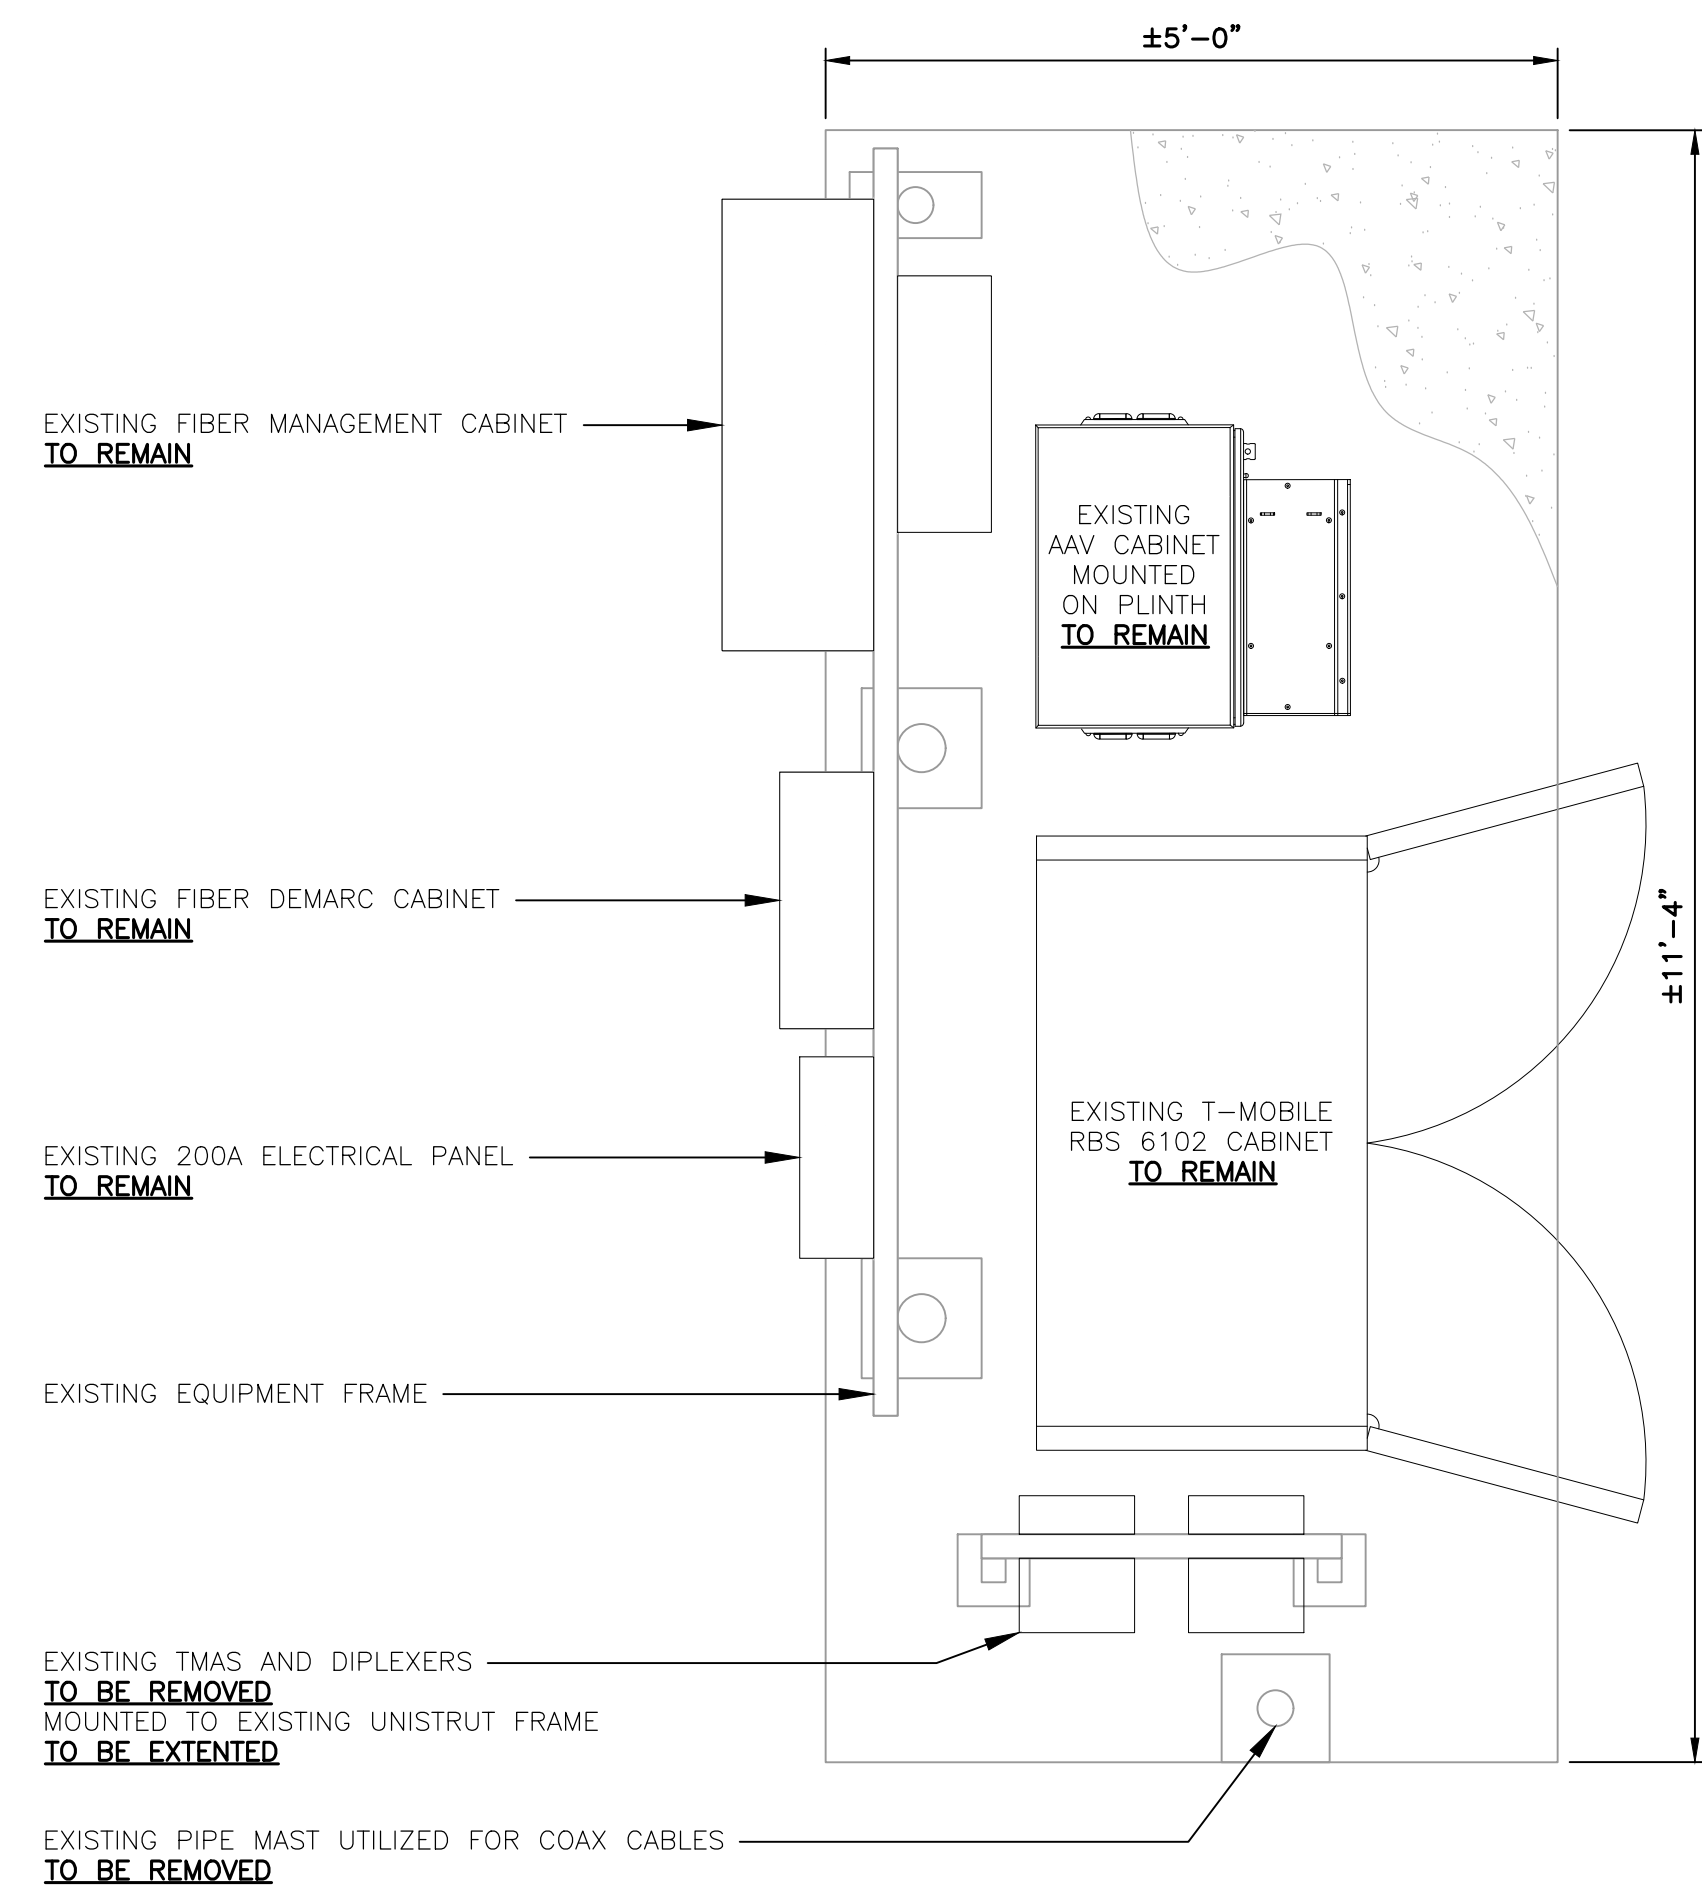 ±5'-0"
EXISTING FIBER MANAGEMENT CABINET
TO REMAIN
EXISTING
AAV CABINET
MOUNTED
ON PLINTH
TO REMAIN
EXISTING FIBER DEMARC CABINET
TO REMAIN
±11'-4"
EXISTING T-MOBILE
RBS 6102 CABINET
TO REMAIN
EXISTING 200A ELECTRICAL PANEL
TO REMAIN
EXISTING EQUIPMENT FRAME
EXISTING TMAS AND DIPLEXERS
TO BE REMOVED
MOUNTED TO EXISTING UNISTRUT FRAME
TO BE EXTENTED
EXISTING PIPE MAST UTILIZED FOR COAX CABLES
TO BE REMOVED